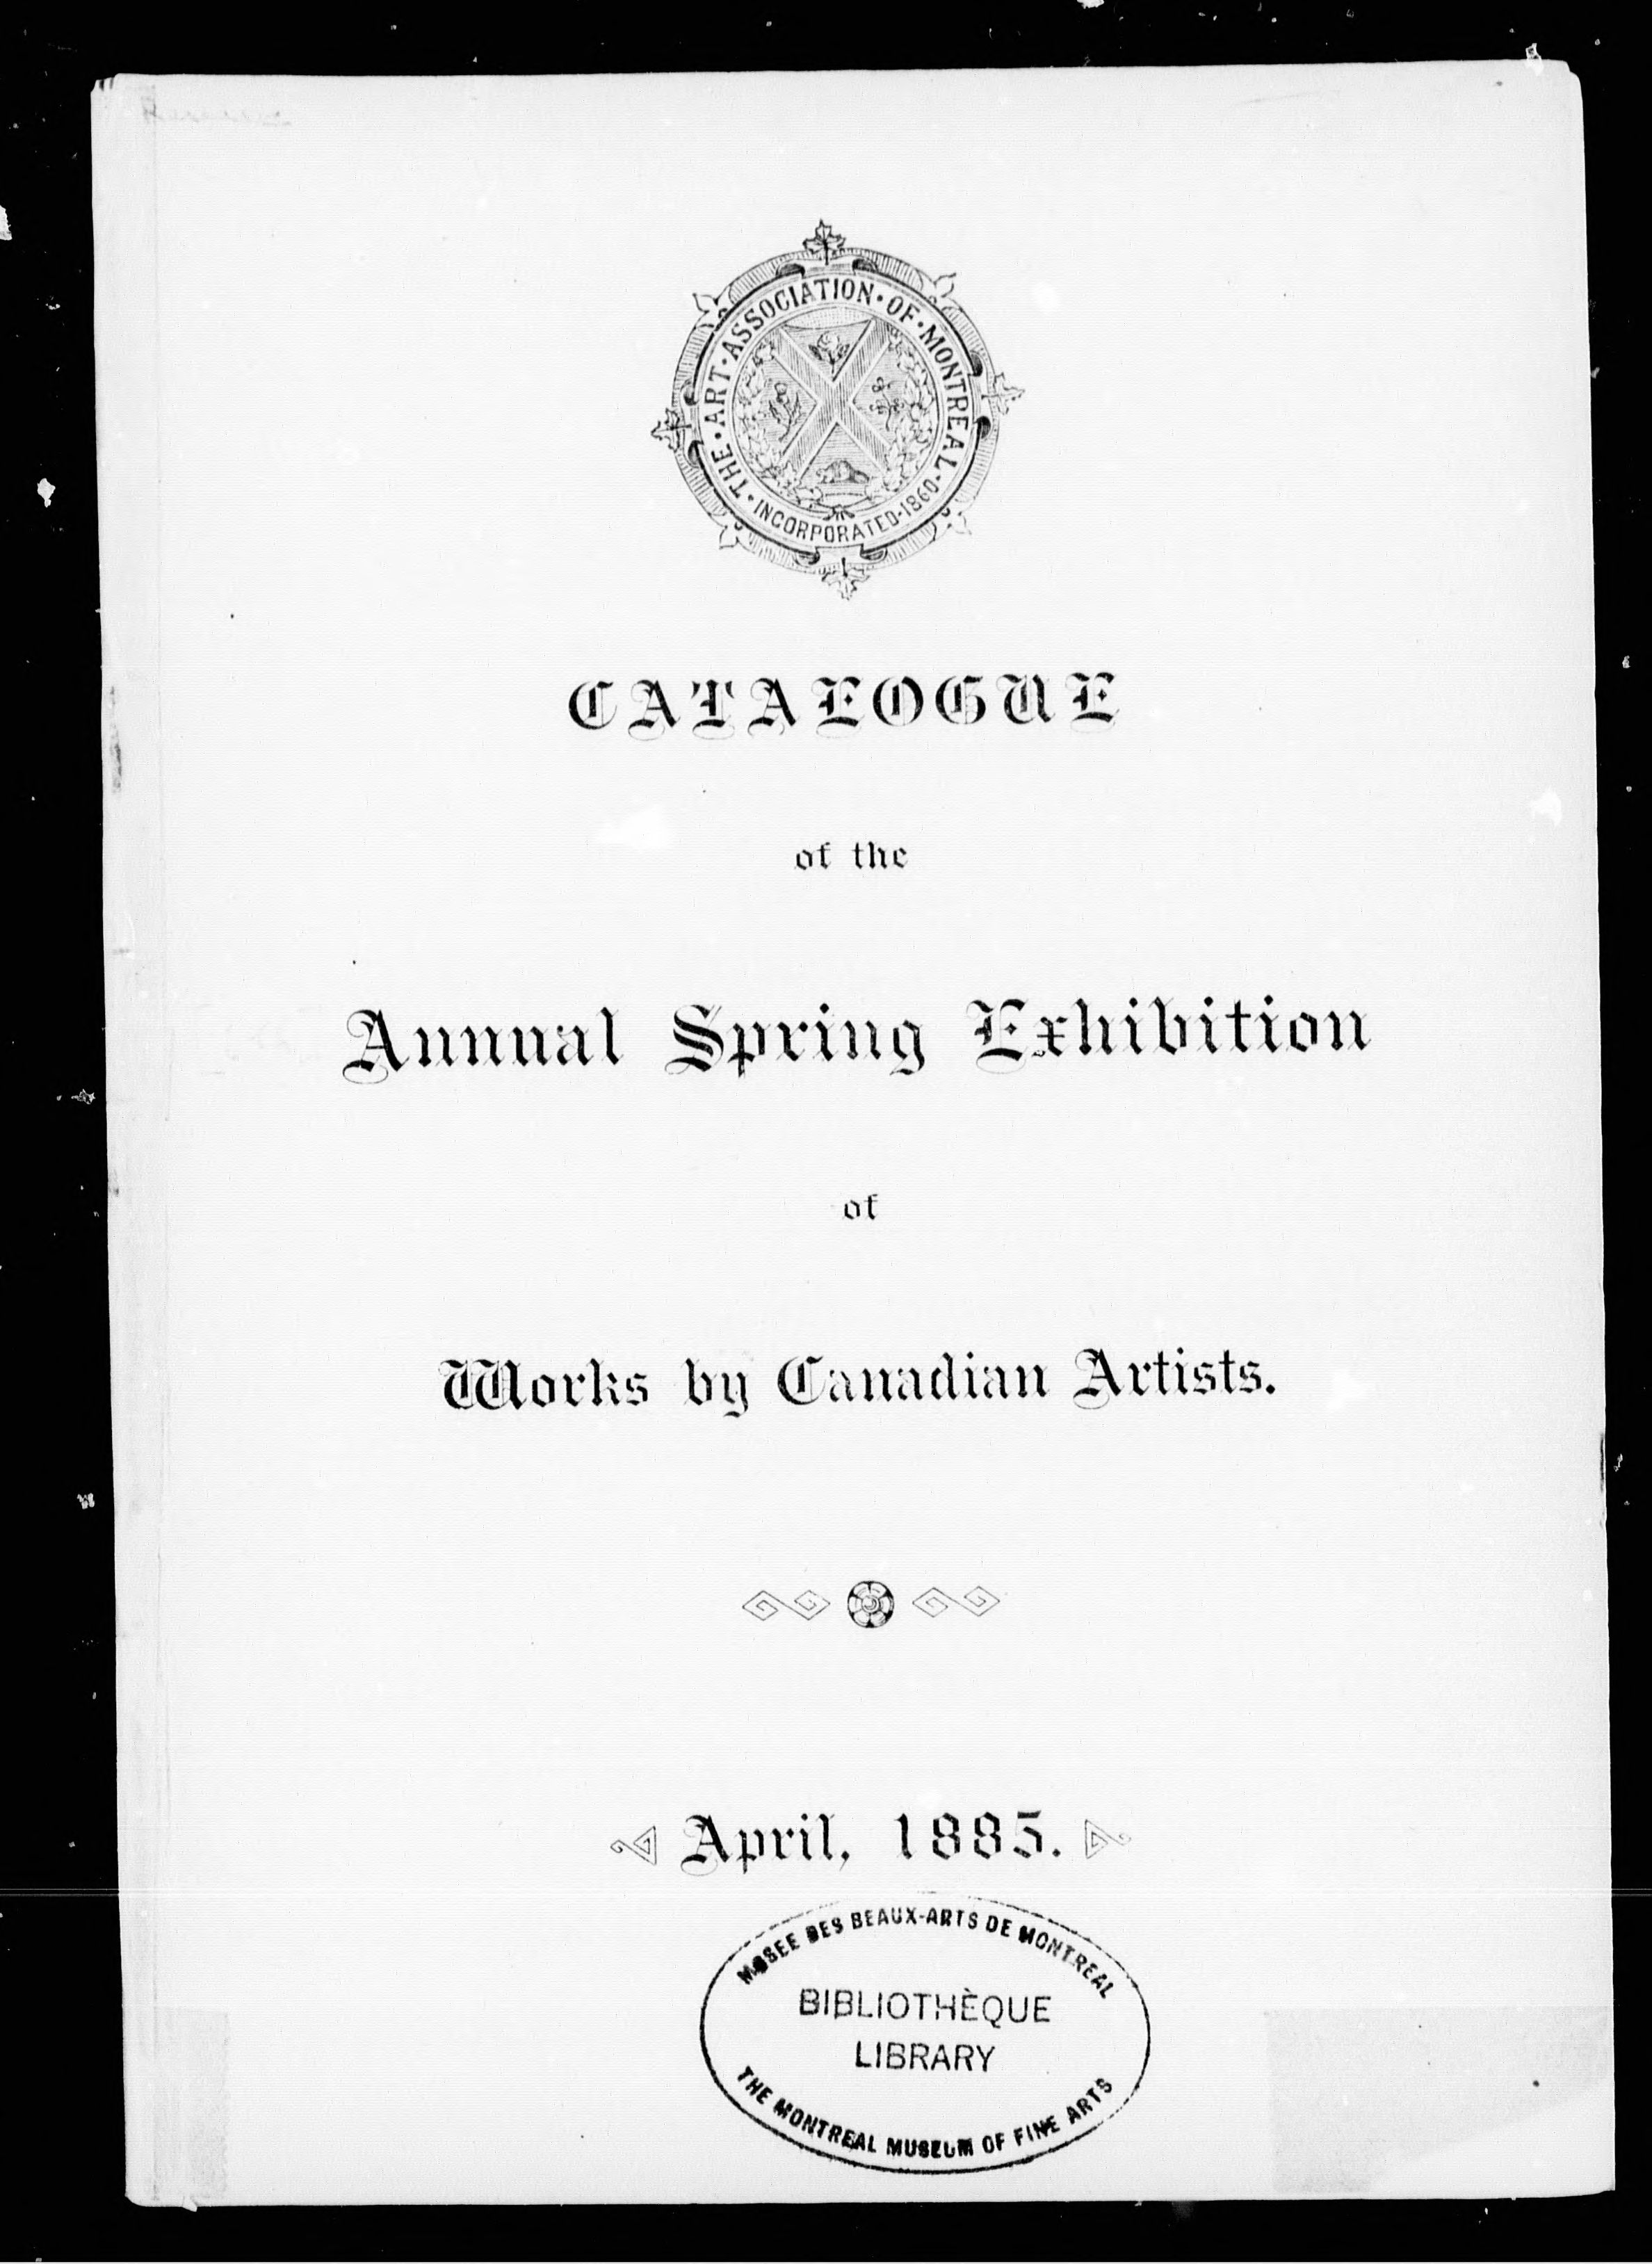 THE · ART · ASSOCIATION · OF · MONTREAL ·
INCORPORATED · 1860 ·
CATALOGUE
of the
Annual Spring Exhibition
of
Works by Canadian Artists.
April, 1885.
MUSEE DES BEAUX-ARTS DE MONTREAL
BIBLIOTHÈQUE
LIBRARY
THE MONTREAL MUSEUM OF FINE ARTS